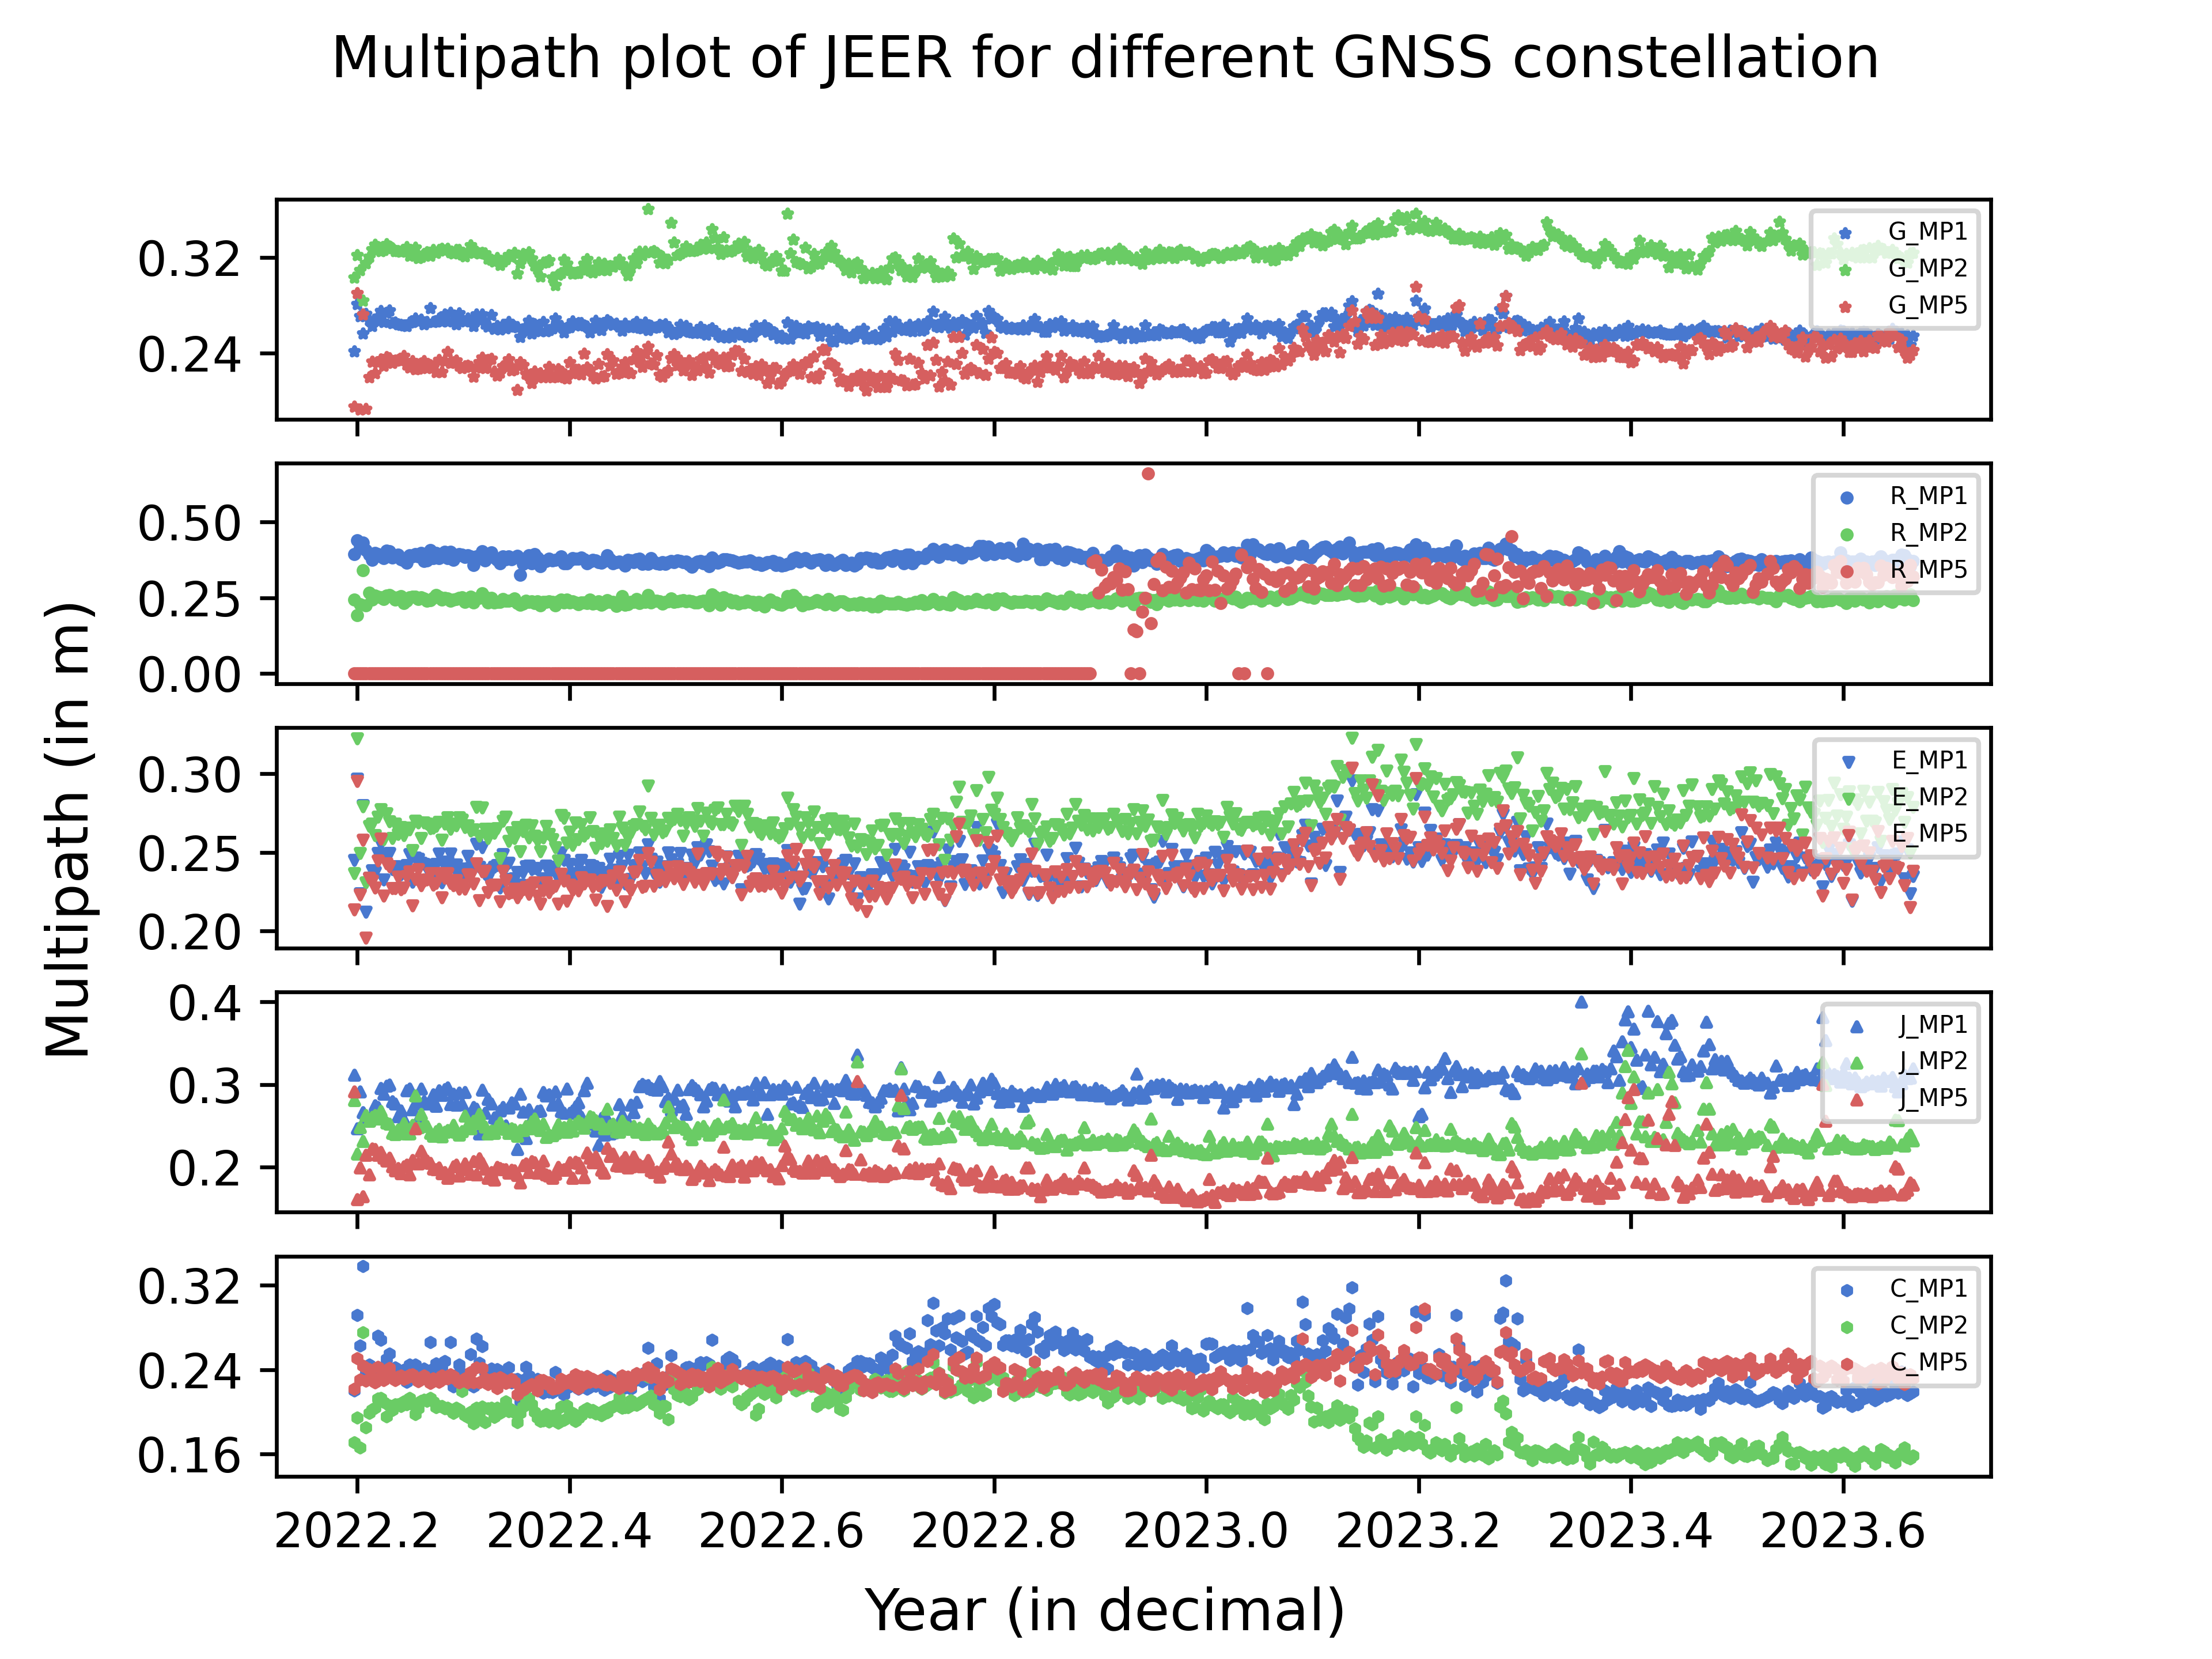 Multipath plot of JEER for different GNSS constellation
Multipath (in m)
0.32
0.24
G_MP1
G_MP2
G_MP5
0.50
0.25
0.00
R_MP1
R_MP2
R_MP5
0.30
0.25
0.20
E_MP1
E_MP2
E_MP5
0.4
0.3
0.2
J_MP1
J_MP2
J_MP5
0.32
0.24
0.16
C_MP1
C_MP2
C_MP5
2022.2 2022.4 2022.6 2022.8 2023.0 2023.2 2023.4 2023.6
Year (in decimal)